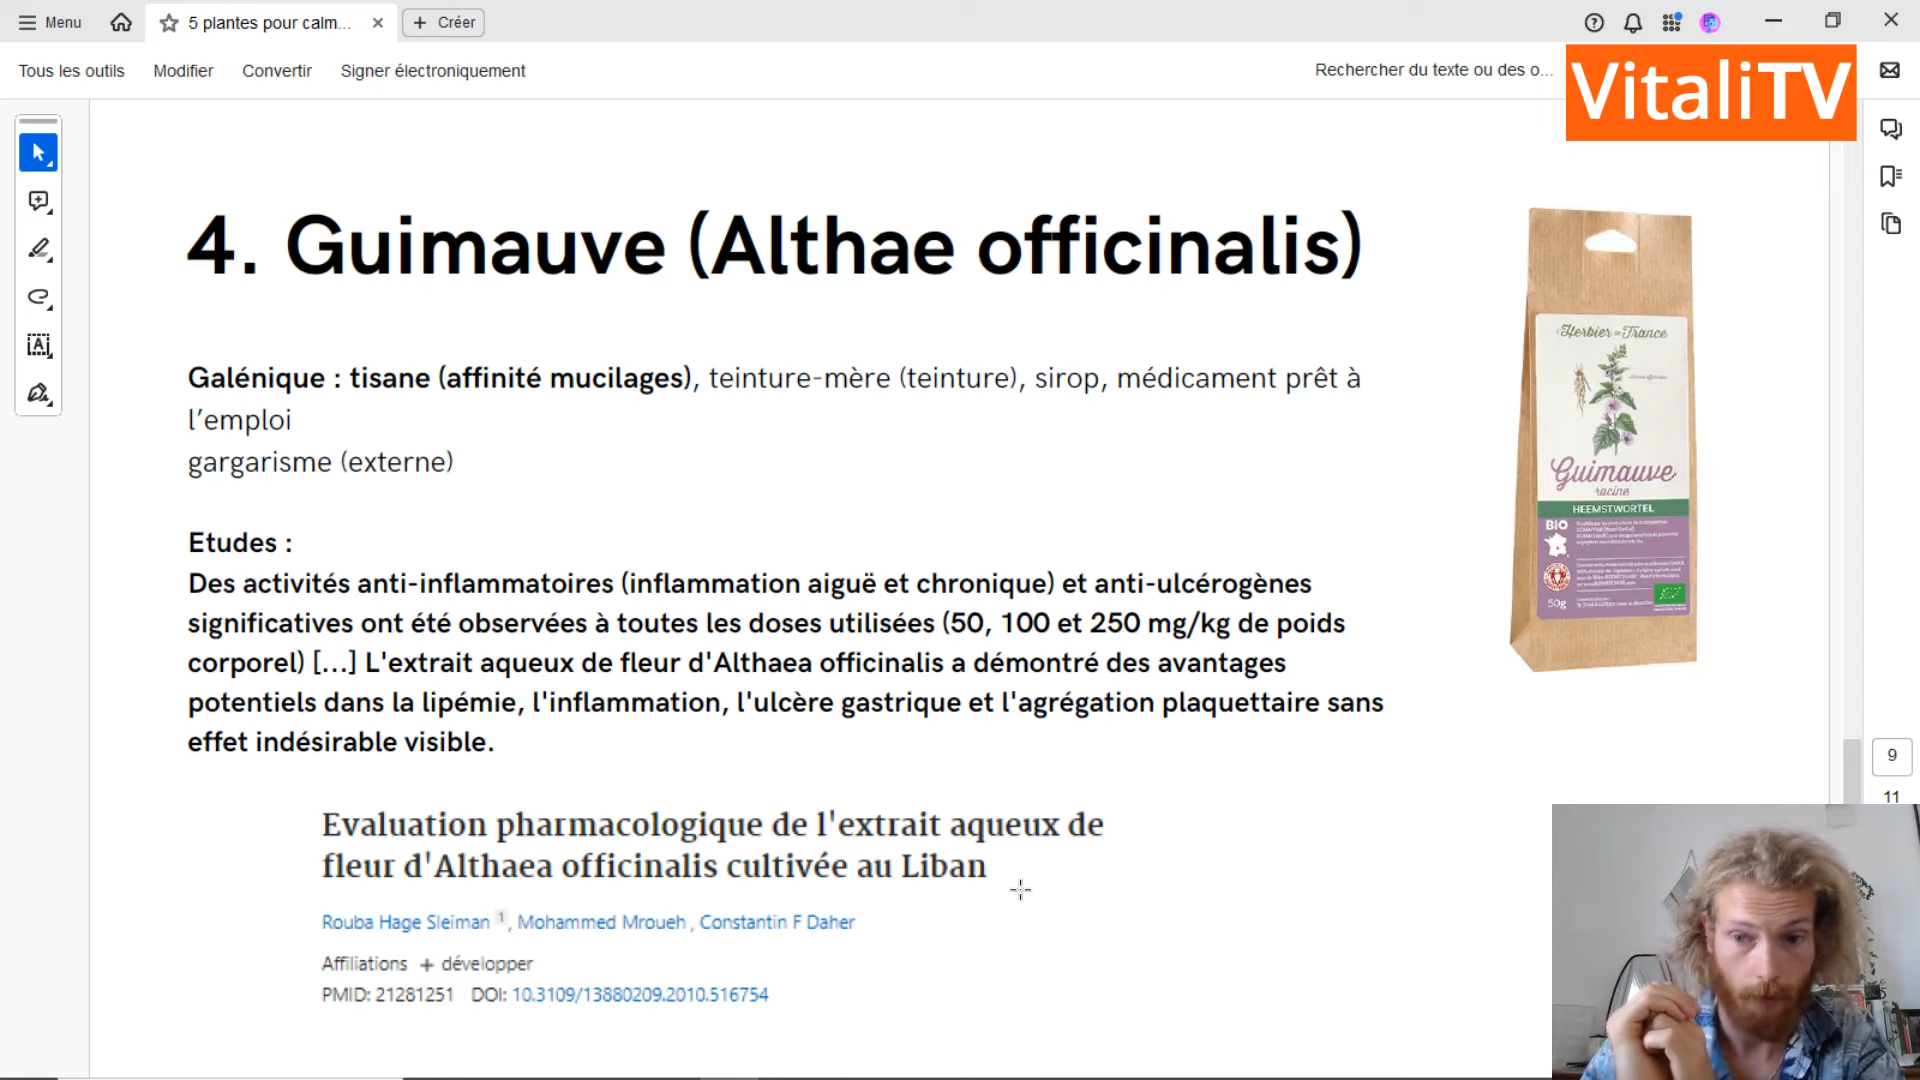 Menu
5 plantes pour calm...
Créer
Tous les outils
Modifier
Convertir
Signer électroniquement
Rechercher du texte ou des o...
VitaliTV
4. Guimauve (Althae officinalis)
Galénique : tisane (affinité mucilages), teinture-mère (teinture), sirop, médicament prêt à
l’emploi
gargarisme (externe)
Etudes :
Des activités anti-inflammatoires (inflammation aiguë et chronique) et anti-ulcérogènes
significatives ont été observées à toutes les doses utilisées (50, 100 et 250 mg/kg de poids
corporel) [...] L'extrait aqueux de fleur d'Althaea officinalis a démontré des avantages
potentiels dans la lipémie, l'inflammation, l'ulcère gastrique et l'agrégation plaquettaire sans
effet indésirable visible.
Evaluation pharmacologique de l'extrait aqueux de
fleur d'Althaea officinalis cultivée au Liban
Rouba Hage Sleiman 1, Mohammed Mroueh , Constantin F Daher
Affiliations + développer
PMID: 21281251 DOI: 10.3109/13880209.2010.516754
l'Herbier de France
Guimauve
racine
HEEMSTWORTEL
BIO
50g
9
11